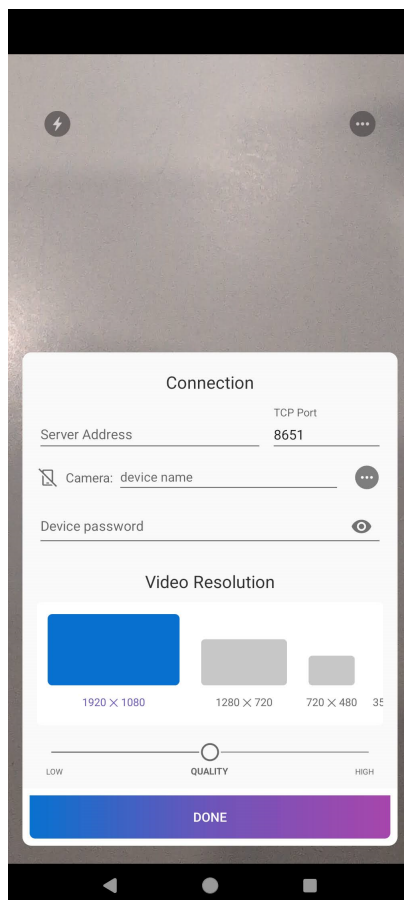 Connection
TCP Port
Server Address 8651
Camera: device name
Device password
Video Resolution
1920 × 1080 1280 × 720 720 × 480 35
LOW QUALITY HIGH
DONE